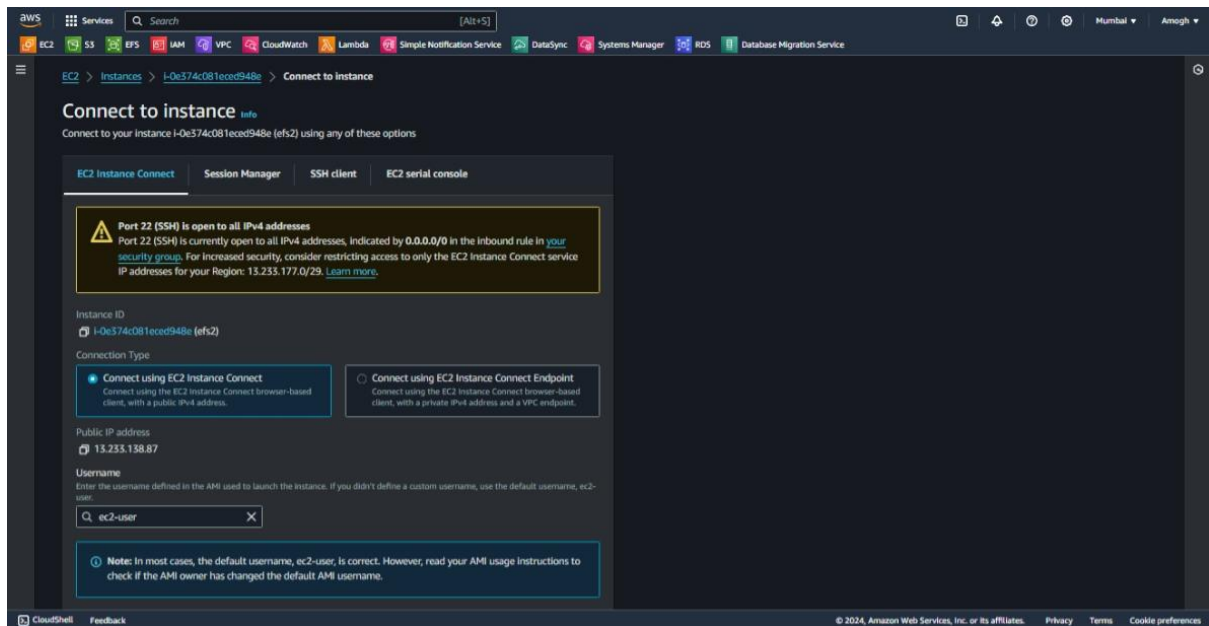 aws Services Search [Alt+S] Mumbai Amogh
EC2 S3 EFS IAM VPC CloudWatch Lambda Simple Notification Service DataSync Systems Manager RDS Database Migration Service
EC2 > Instances > i-0e374c081eced948e > Connect to instance
Connect to instance Info
Connect to your instance i-0e374c081eced948e (efs2) using any of these options
EC2 Instance Connect Session Manager SSH client EC2 serial console
Port 22 (SSH) is open to all IPv4 addresses
Port 22 (SSH) is currently open to all IPv4 addresses, indicated by 0.0.0.0/0 in the inbound rule in your
security group. For increased security, consider restricting access to only the EC2 Instance Connect service
IP addresses for your Region: 13.233.177.0/29. Learn more.
Instance ID
i-0e374c081eced948e (efs2)
Connection Type
Connect using EC2 Instance Connect
Connect using the EC2 Instance Connect browser-based
client, with a public IPv4 address.
Connect using EC2 Instance Connect Endpoint
Connect using the EC2 Instance Connect browser-based
client, with a private IPv4 address and a VPC endpoint.
Public IP address
13.233.138.87
Username
Enter the username defined in the AMI used to launch the instance. If you didn't define a custom username, use the default username, ec2-
user.
ec2-user
Note: In most cases, the default username, ec2-user, is correct. However, read your AMI usage instructions to
check if the AMI owner has changed the default AMI username.
CloudShell Feedback © 2024, Amazon Web Services, Inc. or its affiliates. Privacy Terms Cookie preferences